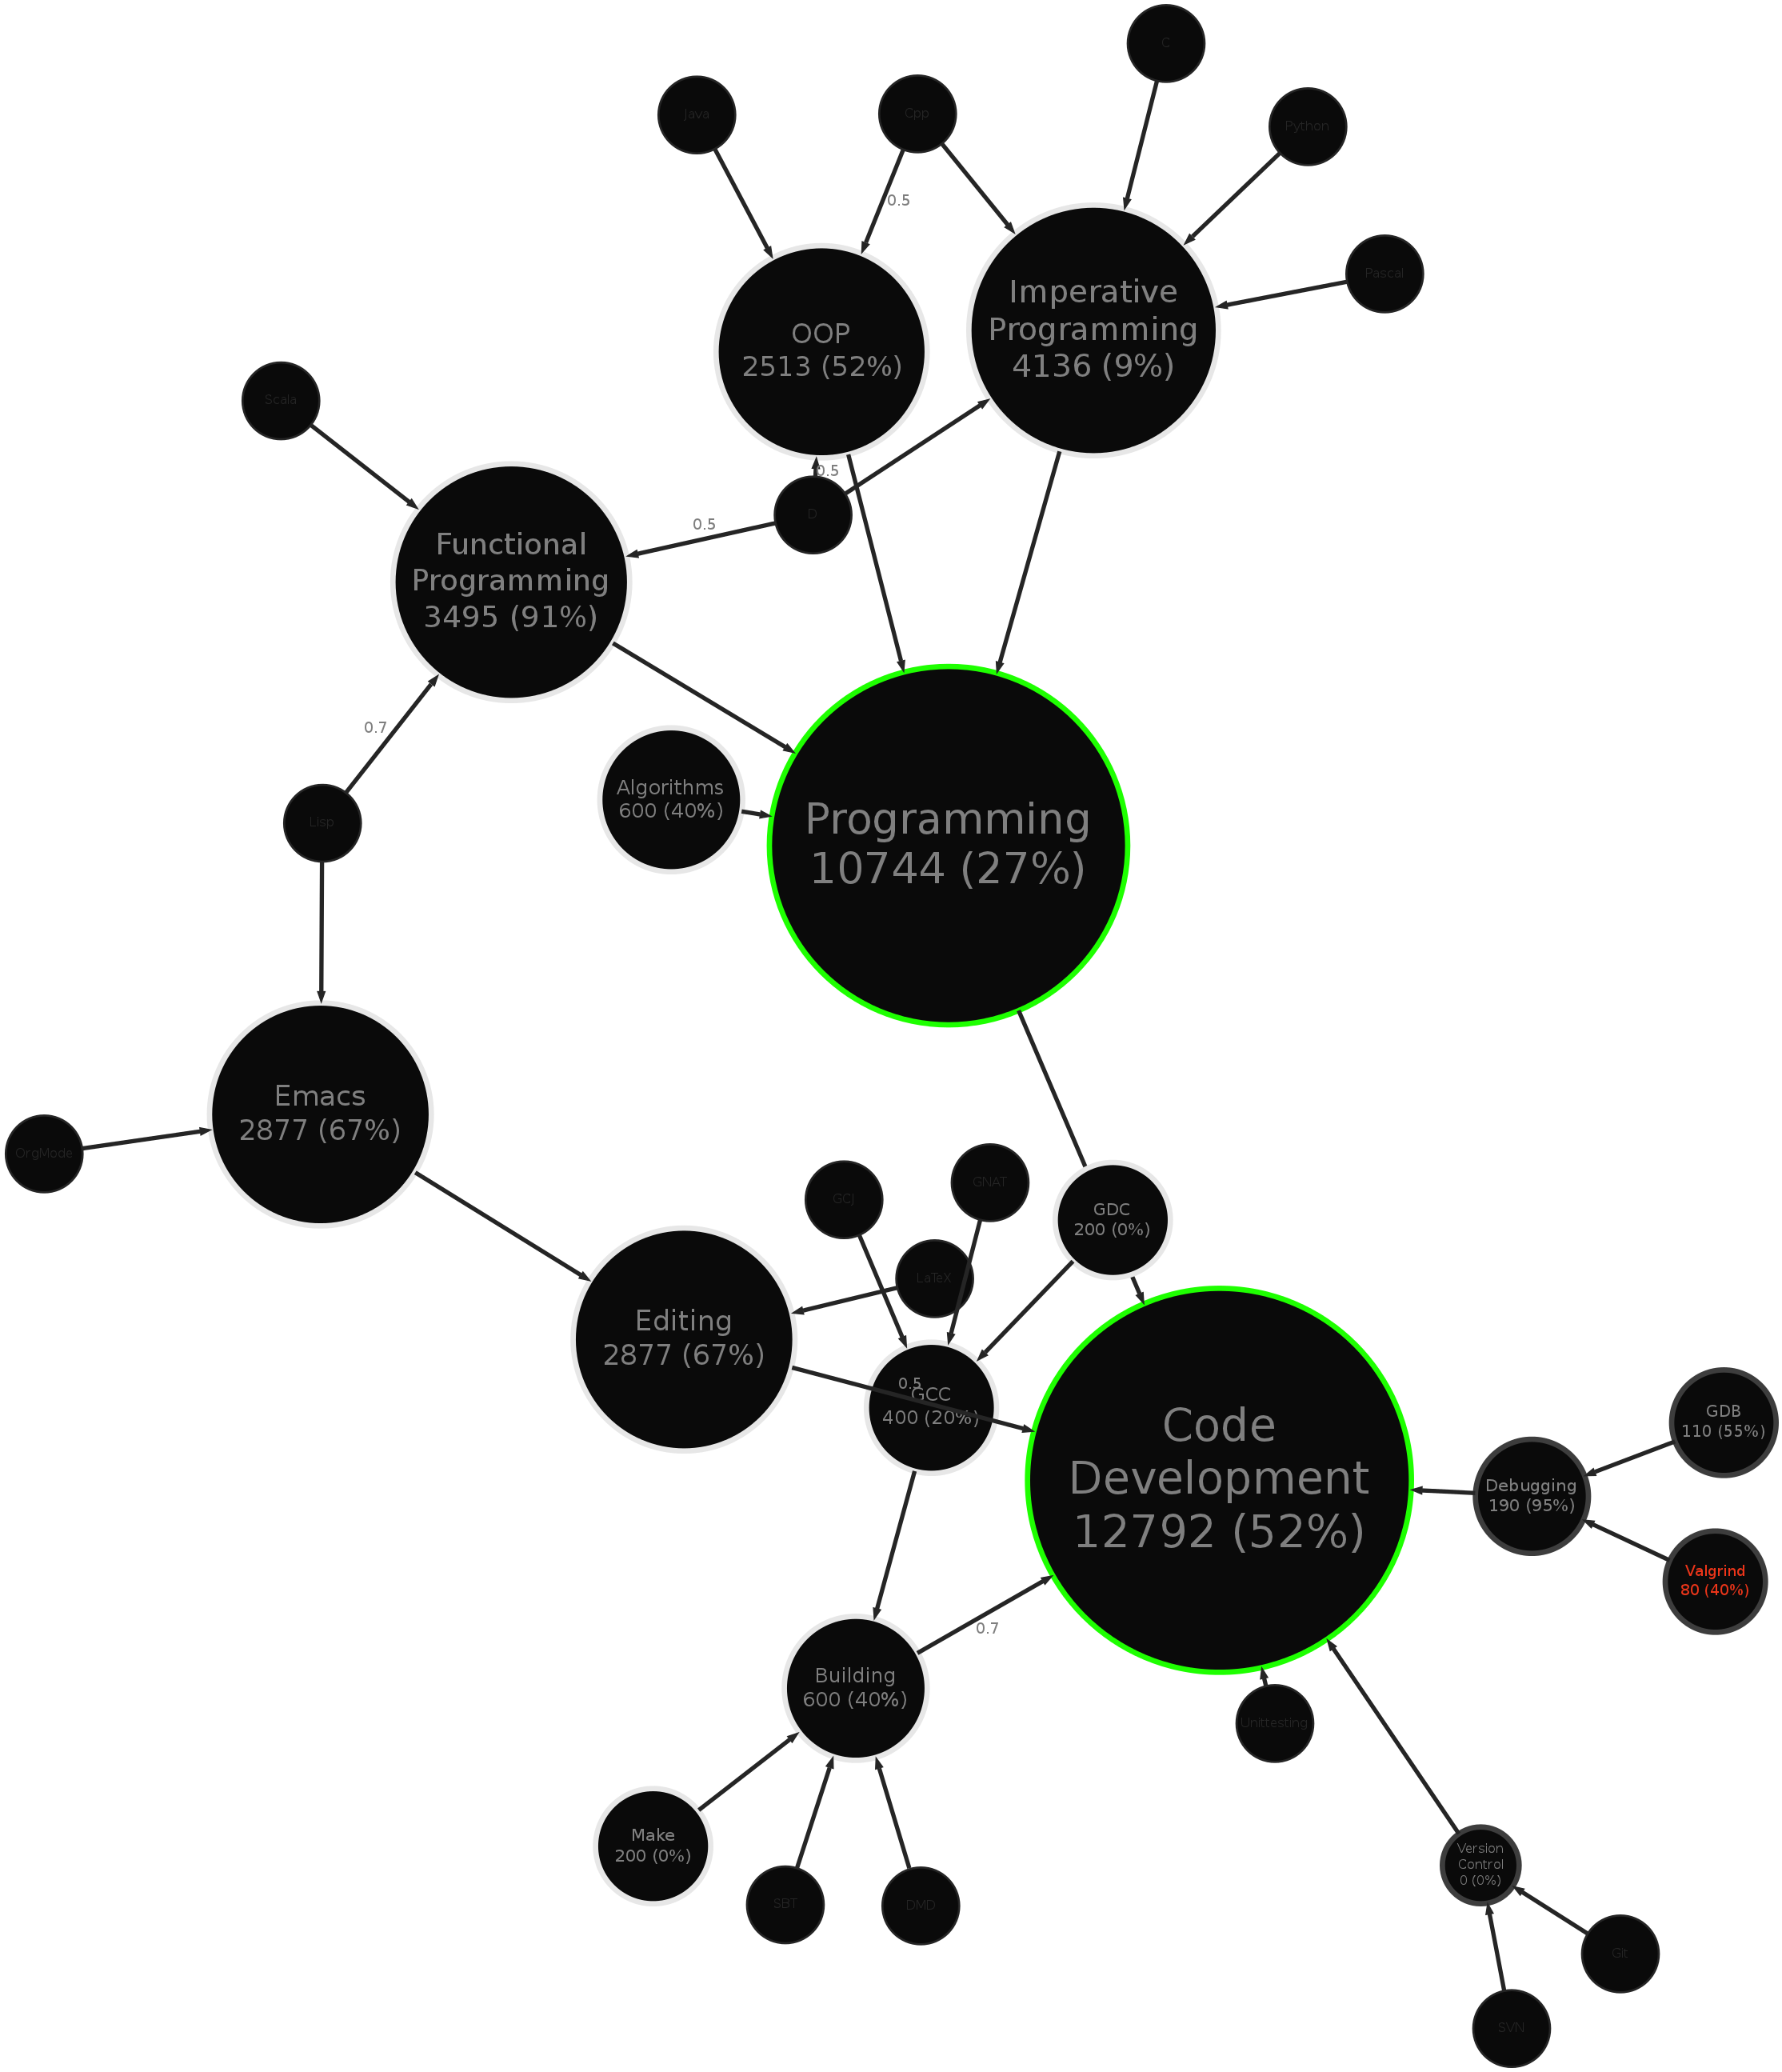 C
Java
Cpp
Python
0.5
Pascal
Imperative
Programming
4136 (9%)
OOP
2513 (52%)
Scala
0.5
D
0.5
Functional
Programming
3495 (91%)
0.7
Algorithms
600 (40%)
Lisp
Programming
10744 (27%)
Emacs
2877 (67%)
OrgMode
GCJ
GNAT
GDC
200 (0%)
LaTeX
Editing
2877 (67%)
0.5
GCC
400 (20%)
Code
Development
12792 (52%)
GDB
110 (55%)
Debugging
190 (95%)
Valgrind
80 (40%)
0.7
Building
600 (40%)
Unittesting
Make
200 (0%)
SBT
DMD
Version
Control
0 (0%)
Git
SVN